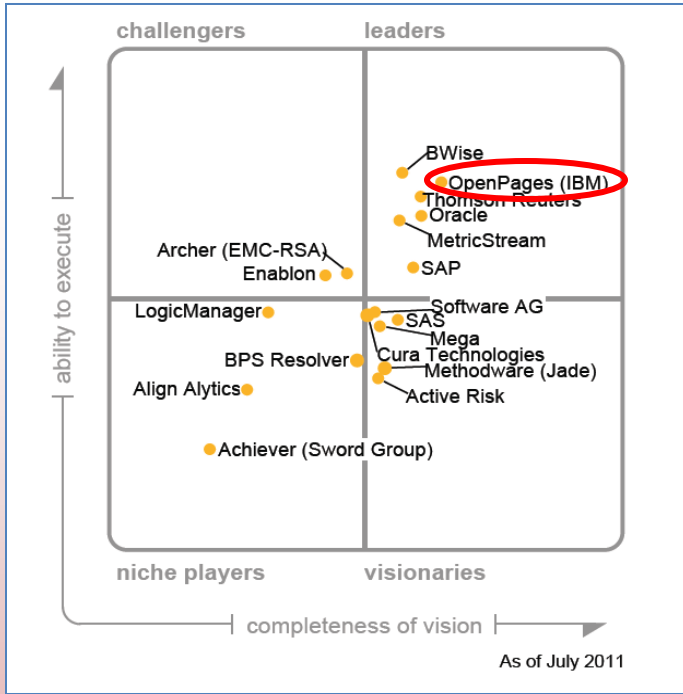 challengers
leaders
ability to execute
BWise
OpenPages (IBM)
Thomson Reuters
Oracle
MetricStream
SAP
Archer (EMC-RSA)
Enablon
LogicManager
Software AG
SAS
Mega
BPS Resolver
Cura Technologies
Methodware (Jade)
Align Alytics
Active Risk
Achiever (Sword Group)
niche players
visionaries
completeness of vision
As of July 2011